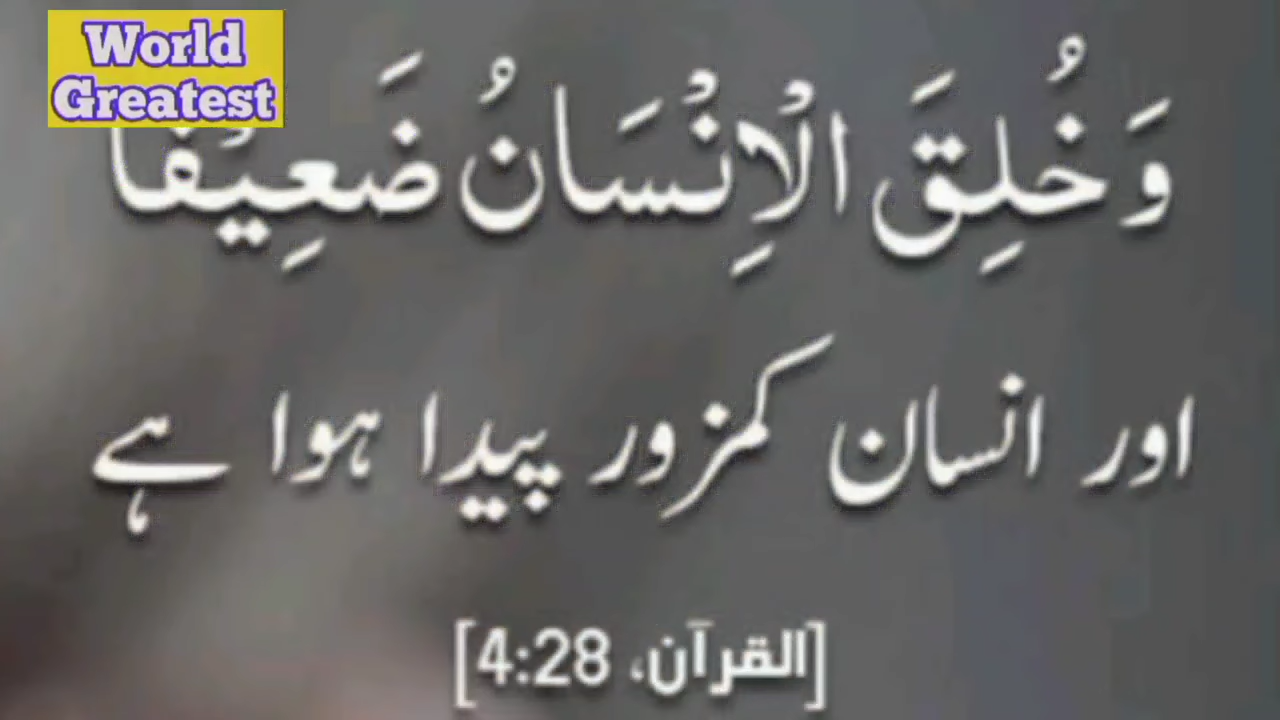 World
Greatest
وَخُلِقَ الْاِنْسَانُ ضَعِيْفًا
اور انسان کمزور پیدا ہوا ہے
[القرآن، 4:28]